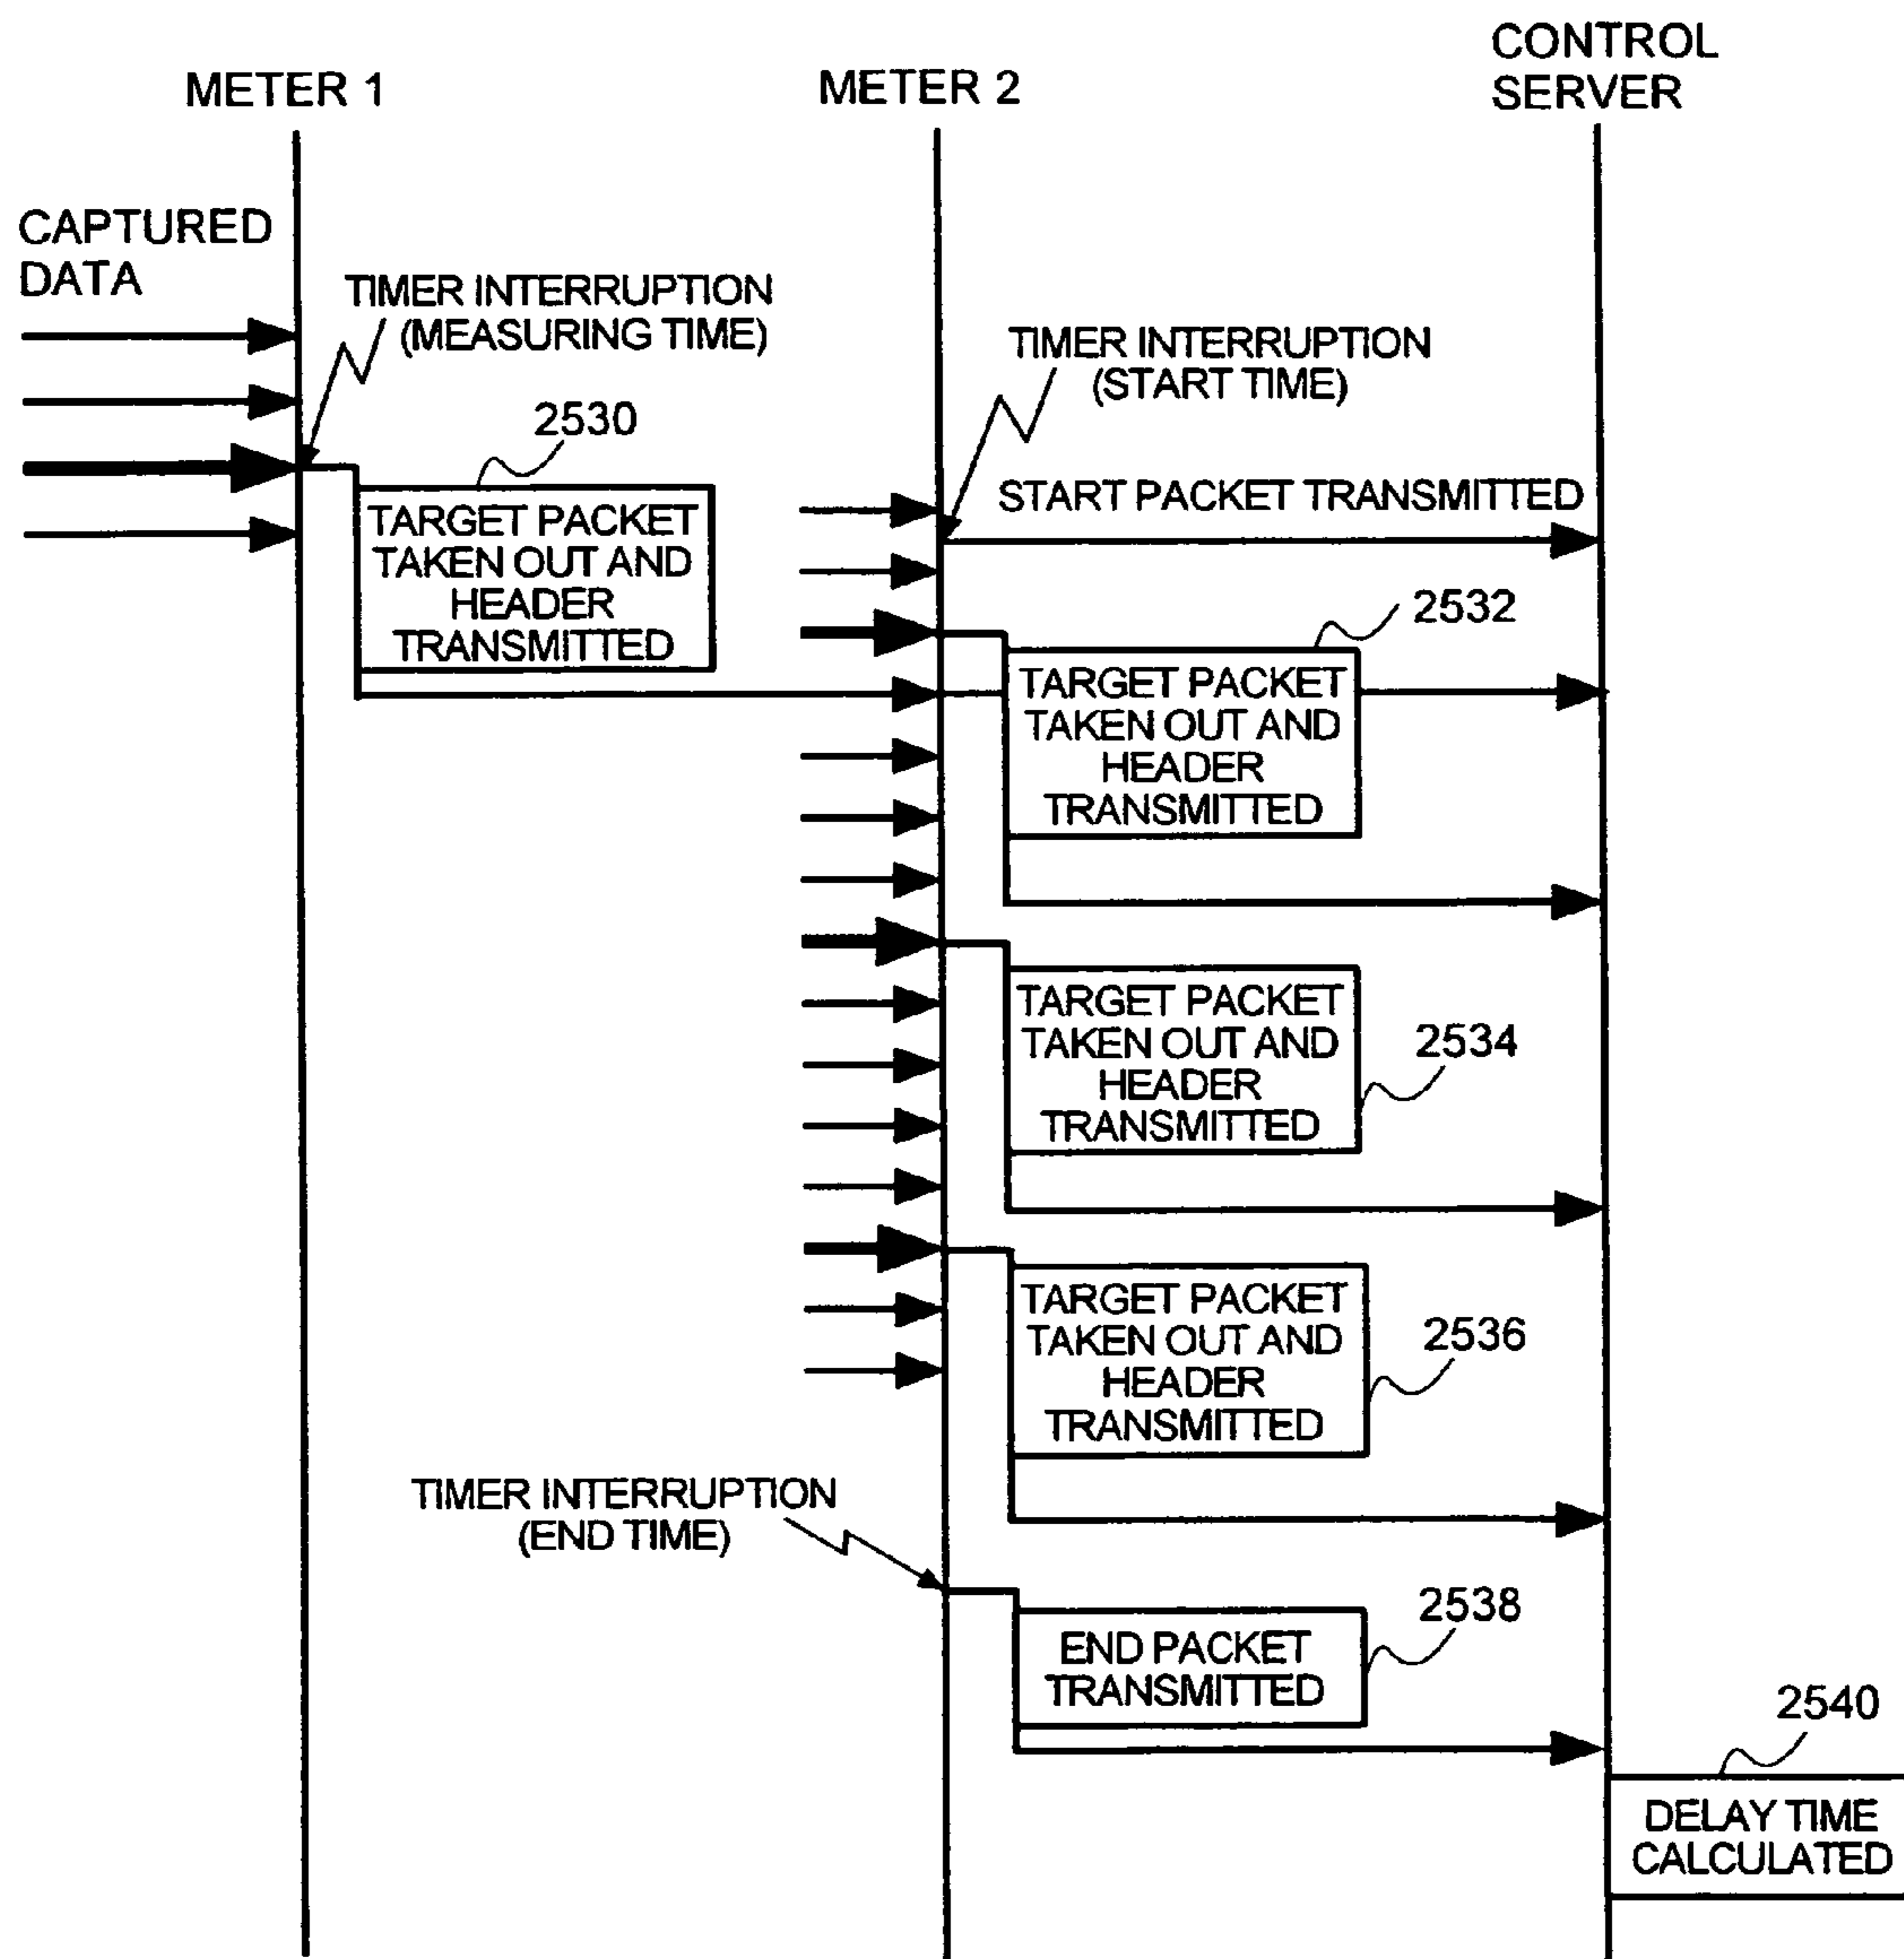 CONTROL
SERVER
METER 1
METER 2
CAPTURED
DATA
TIMER INTERRUPTION
(MEASURING TIME)
TIMER INTERRUPTION
(START TIME)
2530
START PACKET TRANSMITTED
TARGET PACKET
TAKEN OUT AND
HEADER
TRANSMITTED
2532
TARGET PACKET
TAKEN OUT AND
HEADER
TRANSMITTED
TARGET PACKET
TAKEN OUT AND
HEADER
TRANSMITTED
2534
TARGET PACKET
TAKEN OUT AND
HEADER
TRANSMITTED
2536
TIMER INTERRUPTION
(END TIME)
2538
END PACKET
TRANSMITTED
2540
DELAY TIME
CALCULATED